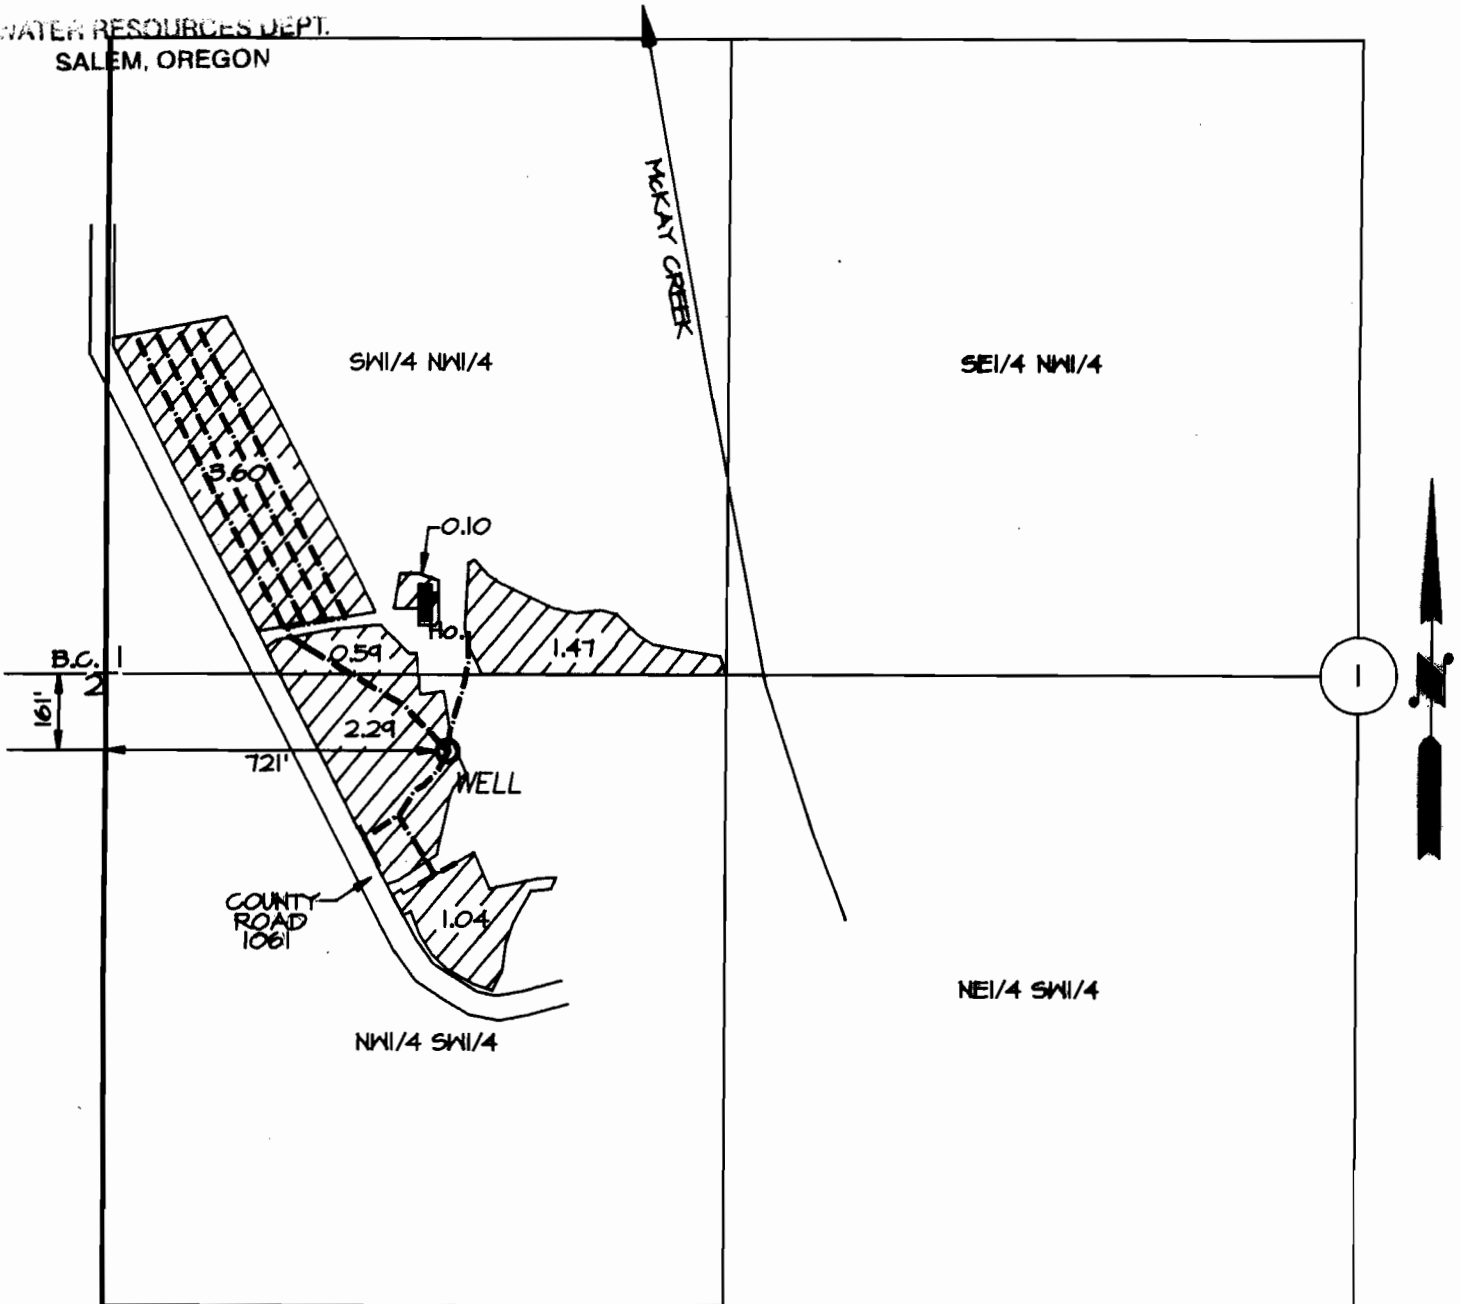 WATER RESOURCES DEPT.
SALEM, OREGON
McKAY CREEK
SW1/4 NW1/4
SE1/4 NW1/4
3.60
0.10
Ho.
0.59
1.47
B.C.
1
2
1
N
161'
2.29
721'
WELL
COUNTY
ROAD
1061
1.04
NE1/4 SW1/4
NW1/4 SW1/4